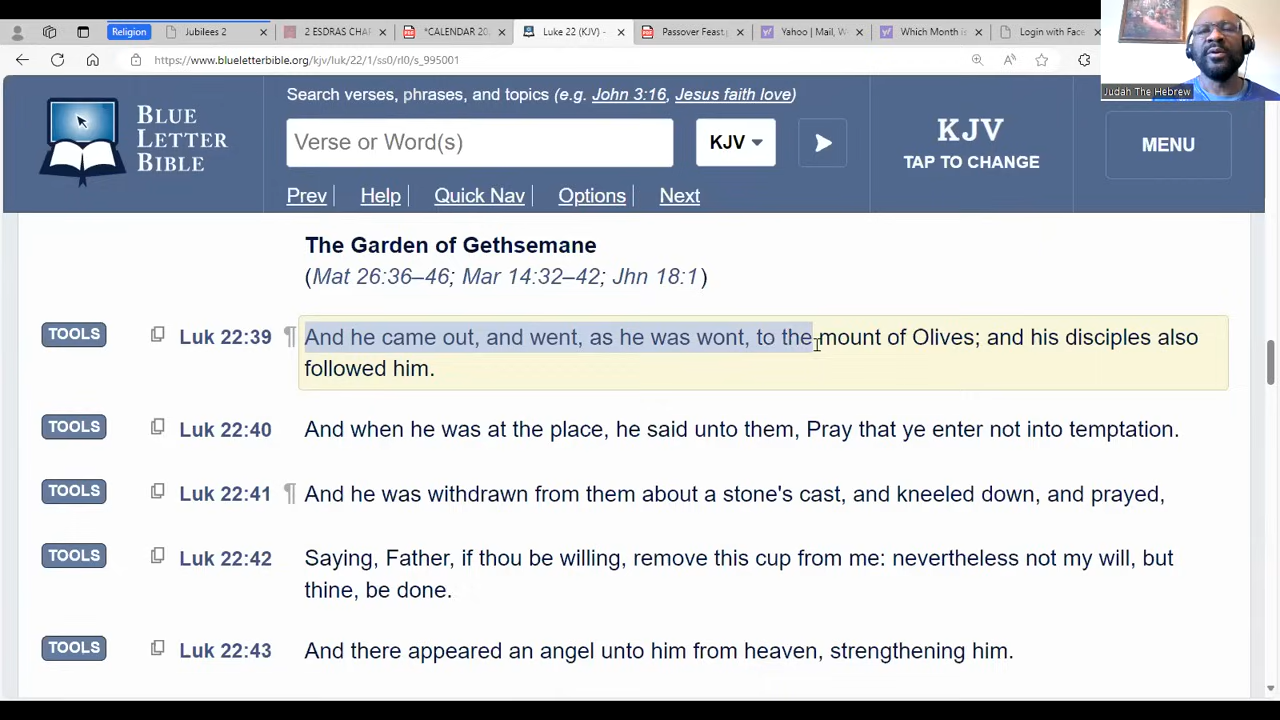 Religion
Jubilees 2
2 ESDRAS CHAP
*CALENDAR 20
Luke 22 (KJV) -
Passover Feast,
Yahoo | Mail, W
Which Month is
Login with Face
https://www.blueletterbible.org/kjv/luk/22/1/ss0/rl0/s_995001
Judah The Hebrew
BLUE
LETTER
BIBLE
Search verses, phrases, and topics (e.g. John 3:16, Jesus faith love)
Verse or Word(s)
KJV
KJV
TAP TO CHANGE
MENU
Prev
Help
Quick Nav
Options
Next
The Garden of Gethsemane
(Mat 26:36–46; Mar 14:32–42; Jhn 18:1)
TOOLS Luk 22:39 ¶ And he came out, and went, as he was wont, to the mount of Olives; and his disciples also
followed him.
TOOLS Luk 22:40 And when he was at the place, he said unto them, Pray that ye enter not into temptation.
TOOLS Luk 22:41 ¶ And he was withdrawn from them about a stone's cast, and kneeled down, and prayed,
TOOLS Luk 22:42 Saying, Father, if thou be willing, remove this cup from me: nevertheless not my will, but
thine, be done.
TOOLS Luk 22:43 And there appeared an angel unto him from heaven, strengthening him.